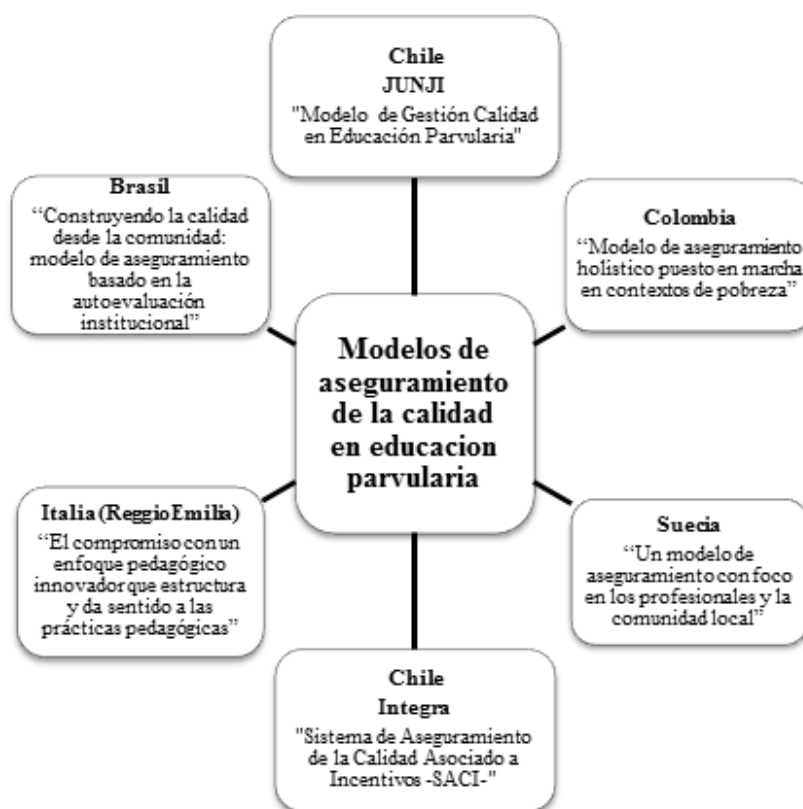 Chile
JUNJI
"Modelo de Gestión Calidad
en Educación Parvularia"
Brasil
“Construyendo la calidad
desde la comunidad:
modelo de aseguramiento
basado en la
autoevaluación
institucional”
Colombia
“Modelo de aseguramiento
holístico puesto en marcha
en contextos de pobreza”
Modelos de
aseguramiento
de la calidad
en educacion
parvularia
Italia (Reggio Emilia)
“El compromiso con un
enfoque pedagógico
innovador que estructura
y da sentido a las
prácticas pedagógicas”
Suecia
“Un modelo de
aseguramiento con foco
en los profesionales y la
comunidad local”
Chile
Integra
"Sistema de Aseguramiento
de la Calidad Asociado a
Incentivos -SACI-"